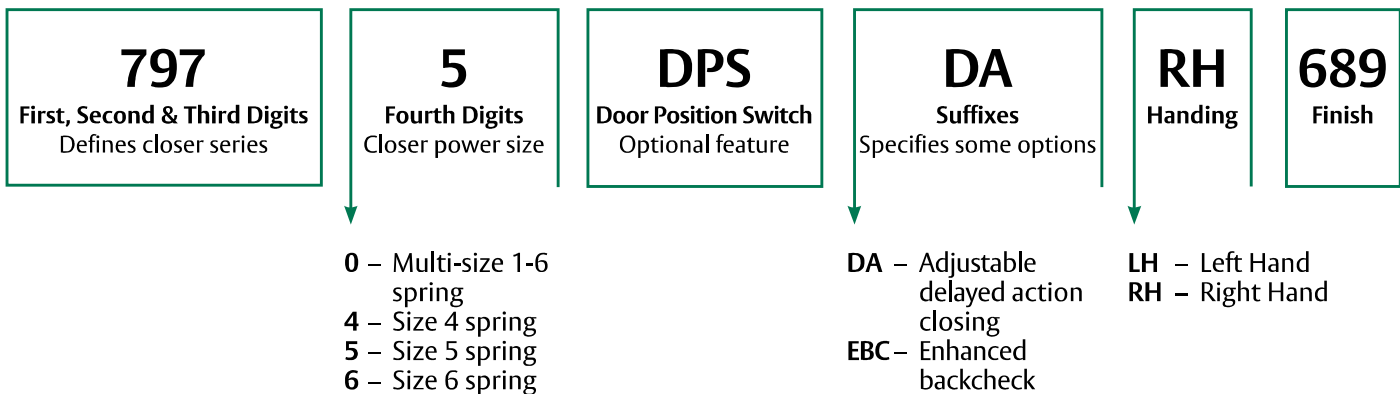 797
First, Second & Third Digits
Defines closer series
5
Fourth Digits
Closer power size
DPS
Door Position Switch
Optional feature
DA
Suffixes
Specifies some options
RH
Handing
689
Finish
0 – Multi-size 1-6
spring
4 – Size 4 spring
5 – Size 5 spring
6 – Size 6 spring
DA – Adjustable
delayed action
closing
EBC – Enhanced
backcheck
LH – Left Hand
RH – Right Hand